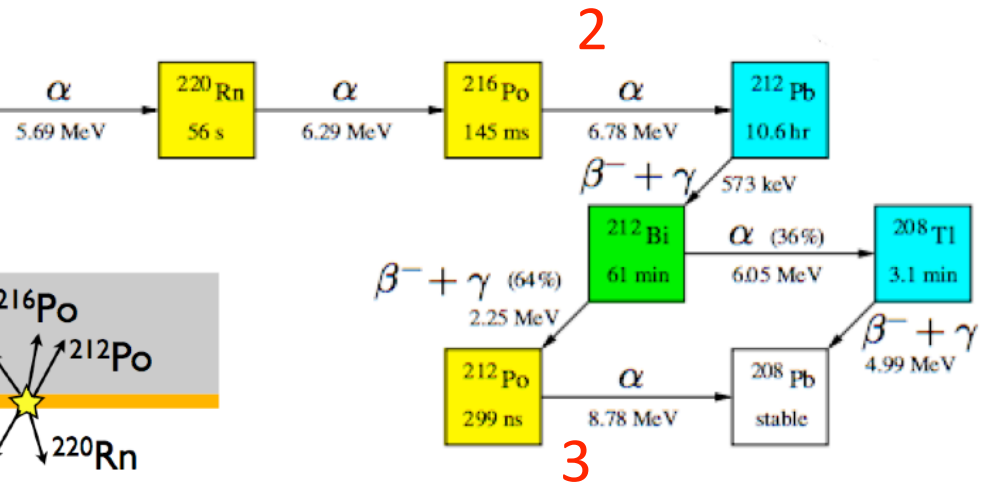 2
α
5.69 MeV
²²⁰Rn
56 s
α
6.29 MeV
²¹⁶Po
145 ms
α
6.78 MeV
²¹²Pb
10.6 hr
β⁻ + γ
573 keV
²¹²Bi
61 min
α (36%)
6.05 MeV
²⁰⁸Tl
3.1 min
β⁻ + γ (64%)
2.25 MeV
β⁻ + γ
4.99 MeV
²¹²Po
299 ns
α
8.78 MeV
²⁰⁸Pb
stable
3
²¹⁶Po
²¹²Po
²²⁰Rn